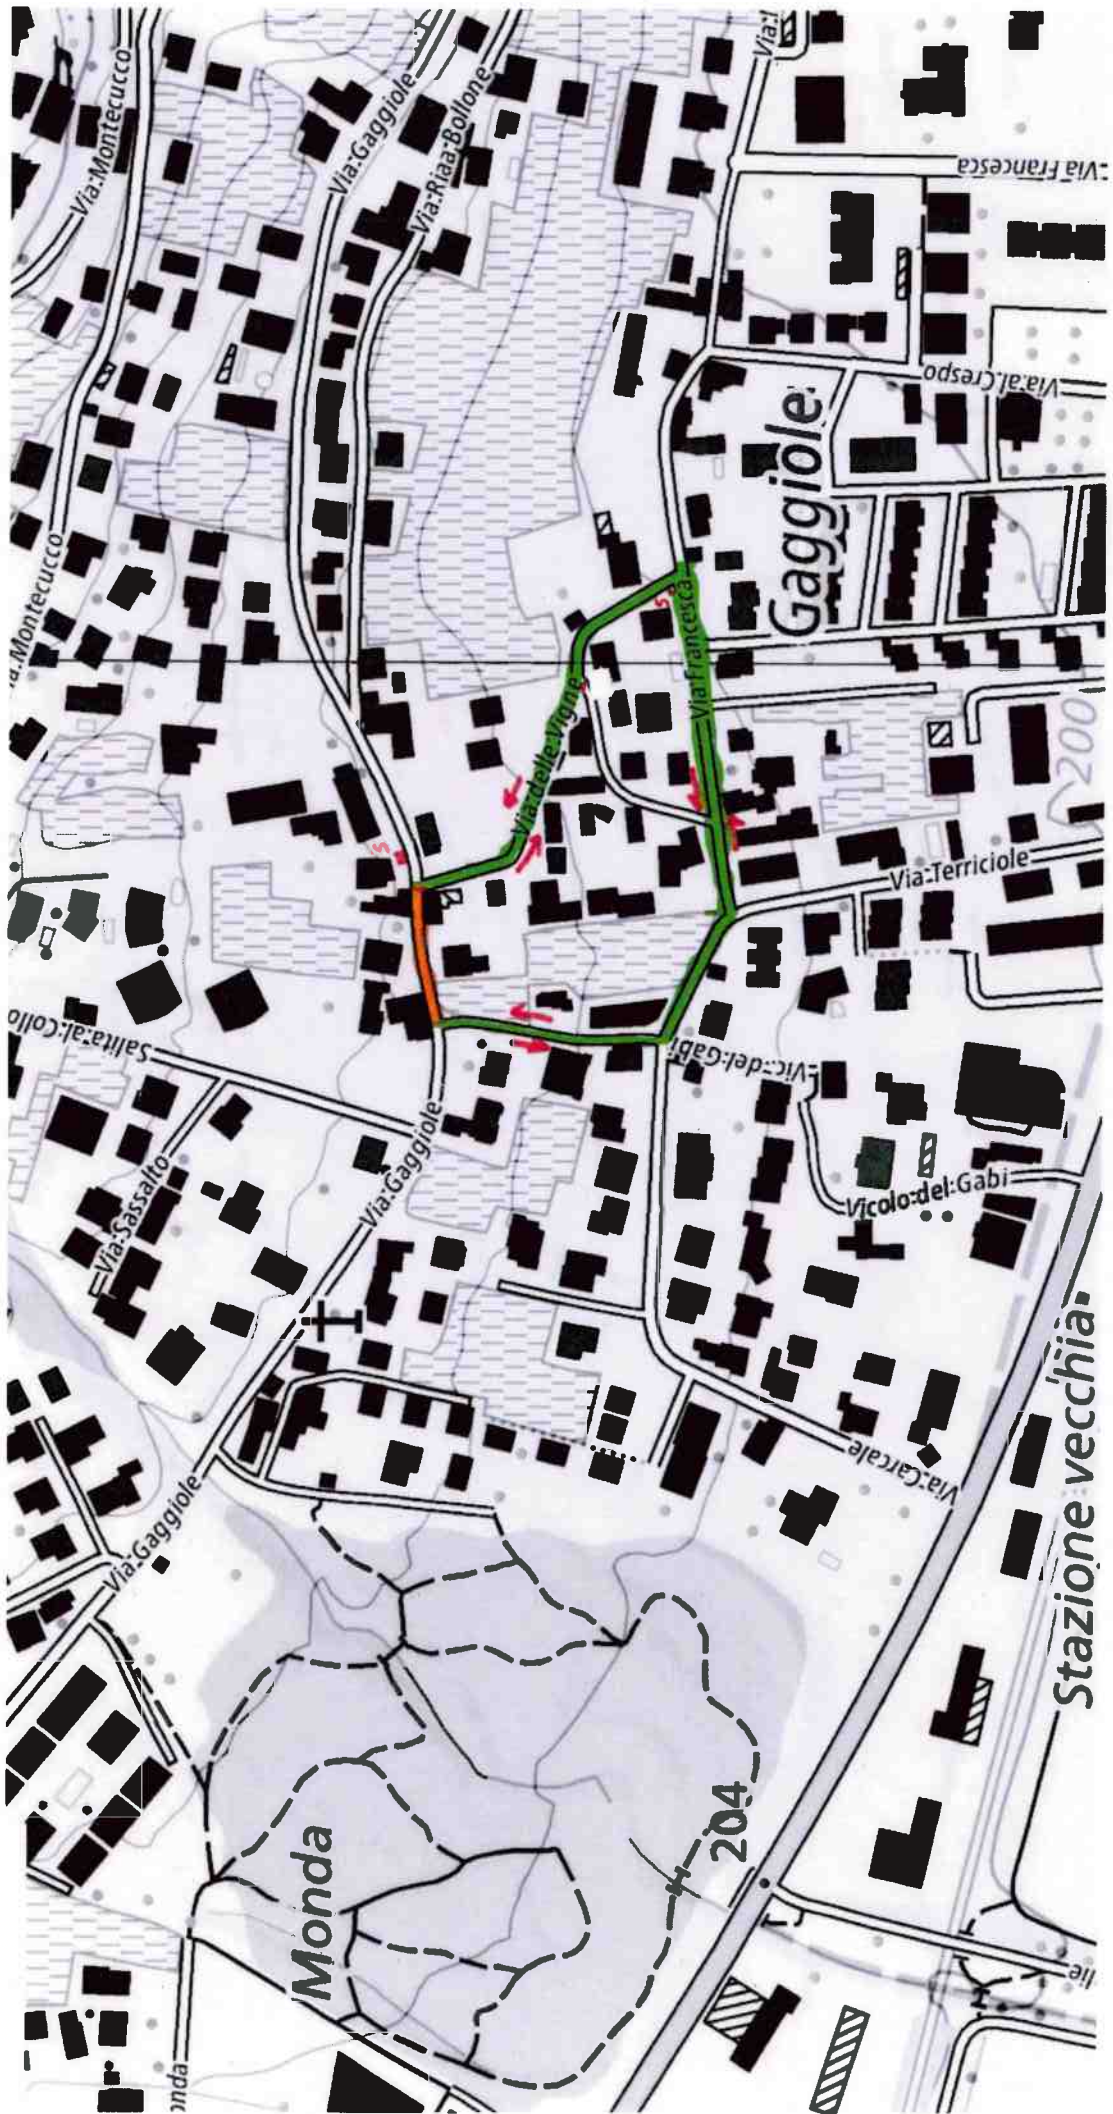 Via Montecucco
Via Gaggiole
Via Riaa Bollone
Via Francesca
Via al Crespo
Gaggiole
Via Montecucco
Via Francesca
Via delle Vigne
S
S
200
Via Terriciole
Salita al Collo
Vic. del Gabi
Via Gaggiole
Via Sassalto
Vicolo del Gabi
Stazione vecchia
Via Carcale
Via Gaggiole
Monda
204